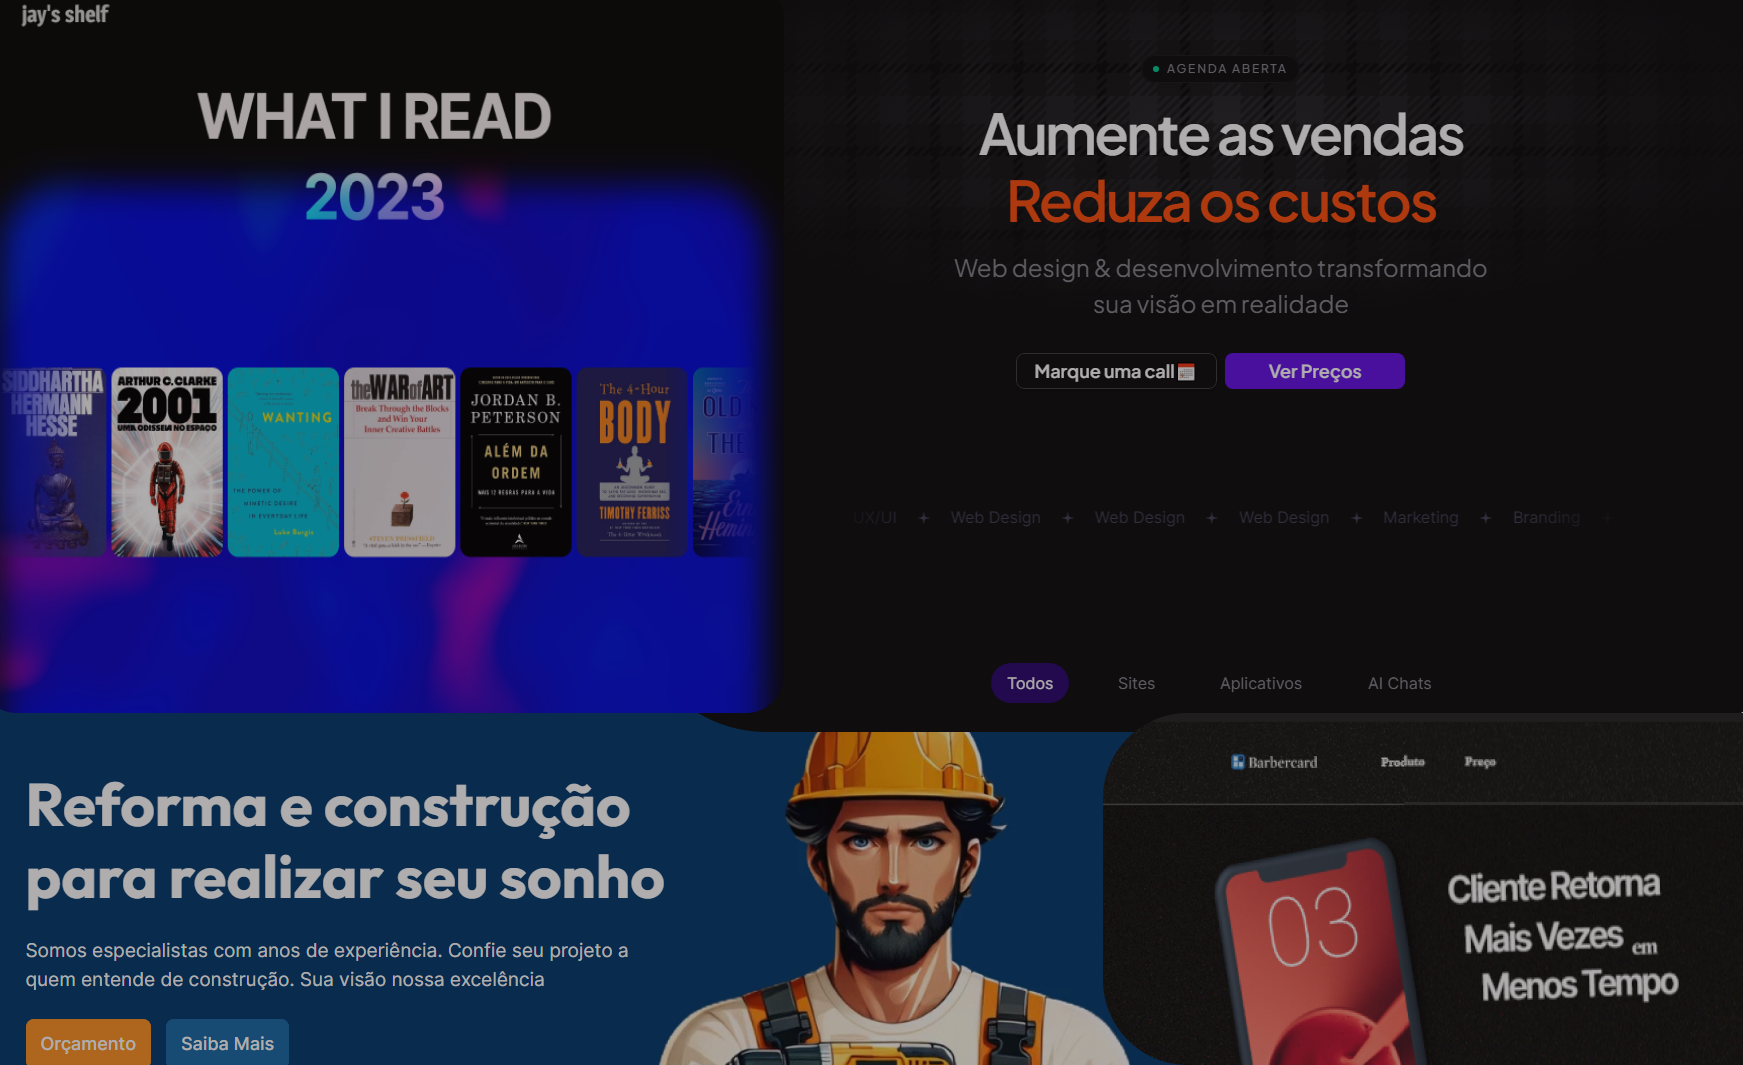 jay's shelf
WHAT I READ
2023
SIDDHARTHA
HERMANN
HESSE
ARTHUR C. CLARKE
2001
UMA ODISSEIA NO ESPAÇO
WANTING
THE POWER OF
MIMETIC DESIRE
IN EVERYDAY LIFE
Luke Burgis
the WAR of ART
Break Through the Blocks
and Win Your
Inner Creative Battles
STEVEN PRESSFIELD
JORDAN B.
PETERSON
ALÉM DA
ORDEM
MAIS 12 REGRAS PARA A VIDA
The 4-Hour
BODY
TIMOTHY FERRISS
OLD
THE
AGENDA ABERTA
Aumente as vendas
Reduza os custos
Web design & desenvolvimento transformando
sua visão em realidade
Marque uma call
Ver Preços
UX/UI Web Design Web Design Web Design Marketing Branding
Todos Sites Aplicativos AI Chats
Reforma e construção
para realizar seu sonho
Somos especialistas com anos de experiência. Confie seu projeto a
quem entende de construção. Sua visão nossa excelência
Orçamento Saiba Mais
Barbercard Produto Preço
03
Cliente Retorna
Mais Vezes em
Menos Tempo